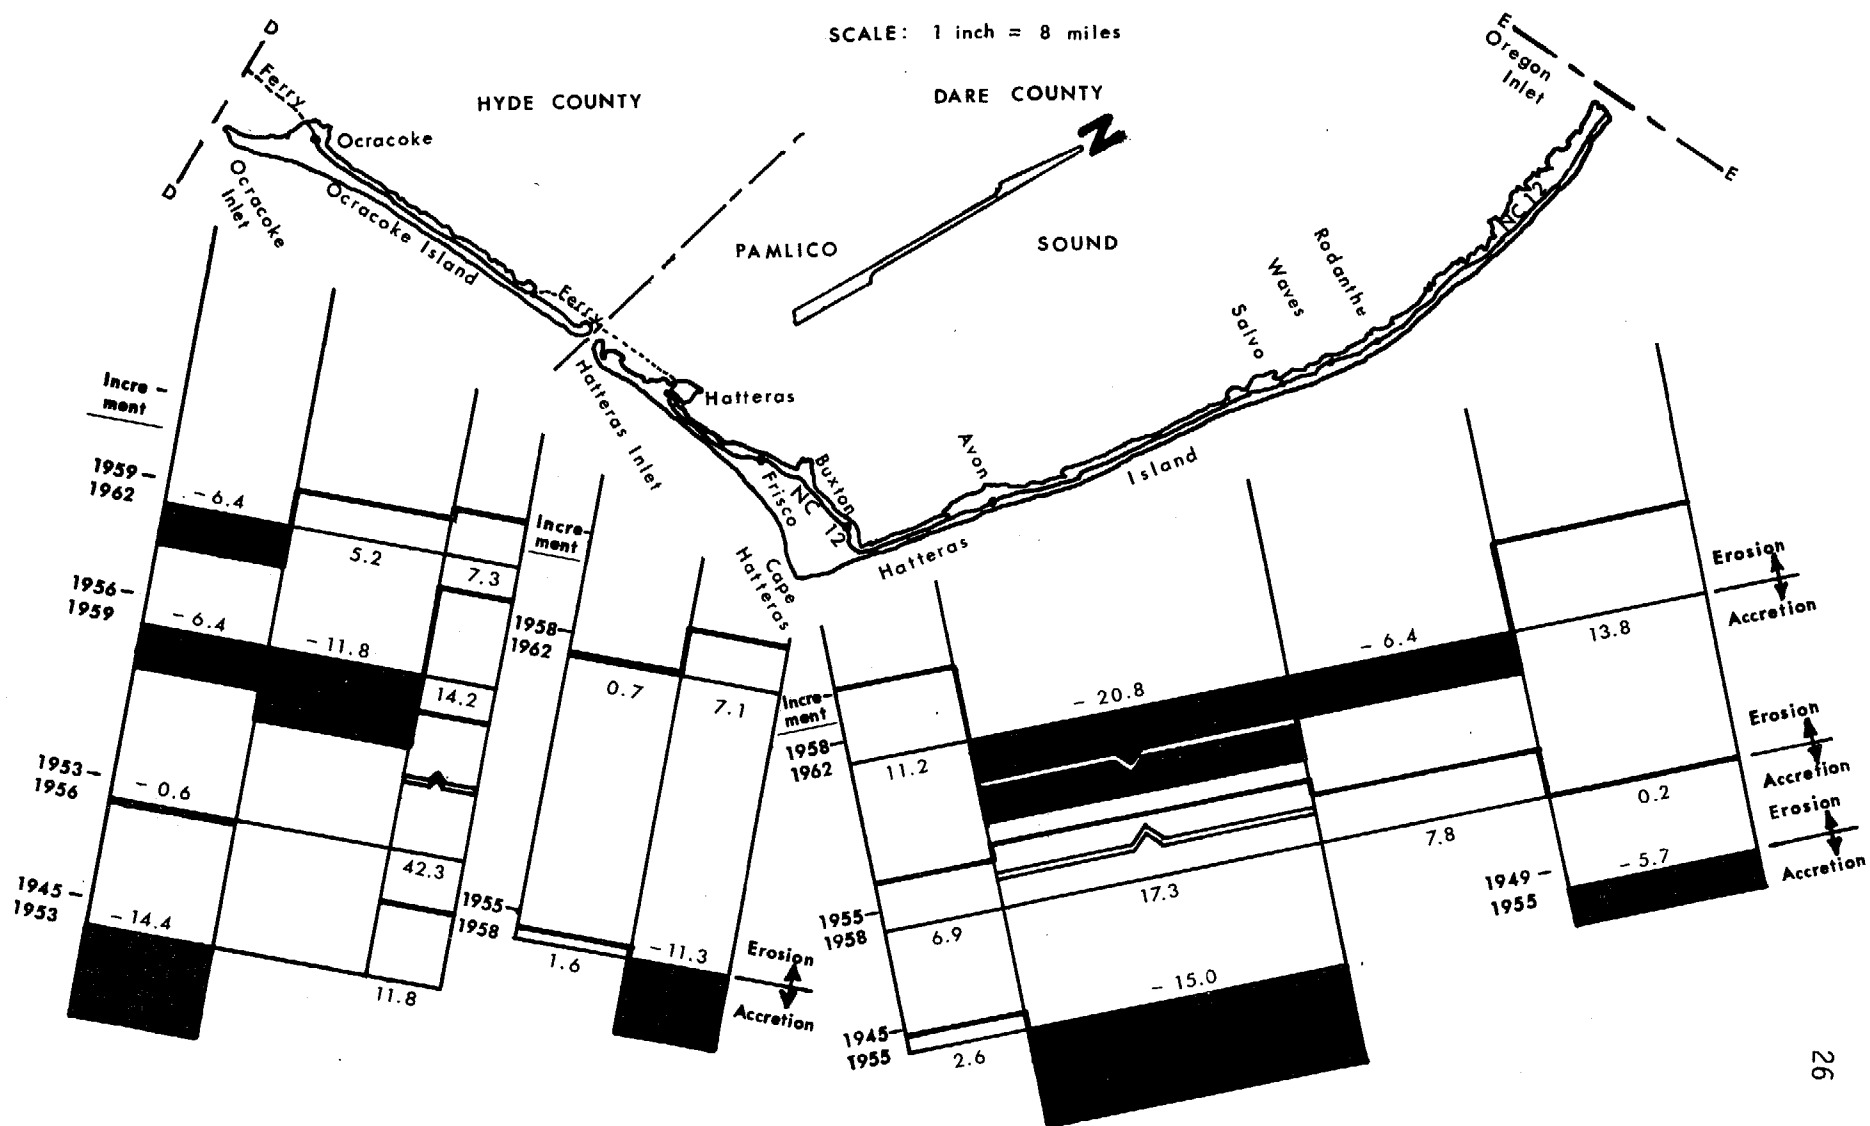 SCALE: 1 inch = 8 miles
D
D
E
E
Oregon
Inlet
HYDE COUNTY
DARE COUNTY
N
Ferry
Ocracoke
Ocracoke
Inlet
Ocracoke Island
PAMLICO
SOUND
Ferry
Hatteras
Hatteras Inlet
Frisco
Buxton
NC 12
Cape
Hatteras
Avon
Hatteras
Island
Salvo
Waves
Rodanthe
NC 12
Incre-
ment
1959-
1962
- 6.4
5.2
7.3
1956-
1959
- 6.4
- 11.8
14.2
1953-
1956
- 0.6
42.3
1945-
1953
- 14.4
11.8
Incre-
ment
1958-
1962
0.7
7.1
1955-
1958
1.6
- 11.3
Erosion
Accretion
Incre-
ment
1958-
1962
11.2
- 20.8
- 6.4
13.8
Erosion
Accretion
1955-
1958
6.9
17.3
7.8
0.2
Erosion
Accretion
1945-
1955
2.6
- 15.0
1949-
1955
- 5.7
Erosion
Accretion
26